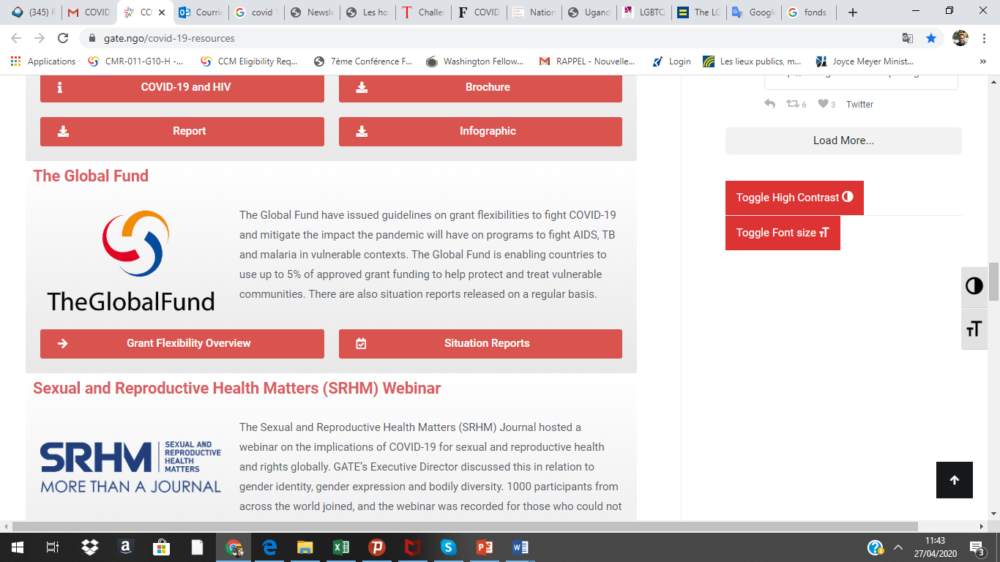 (345) F
COVID
CO
Courrie
covid 1
Newsle
Les ho
Challer
COVID
Nation
Ugand
LGBTQ
The LG
Google
fonds
gate.ngo/covid-19-resources
Applications
CMR-011-G10-H -...
CCM Eligibility Req...
7ème Conférence F...
Washington Fellow...
RAPPEL - Nouvelle...
Login
Les lieux publics, m...
Joyce Meyer Minist...
»
COVID-19 and HIV
Brochure
Report
Infographic
6
3
Twitter
Load More...
Toggle High Contrast
Toggle Font size
The Global Fund
TheGlobalFund
The Global Fund have issued guidelines on grant flexibilities to fight COVID-19
and mitigate the impact the pandemic will have on programs to fight AIDS, TB
and malaria in vulnerable contexts. The Global Fund is enabling countries to
use up to 5% of approved grant funding to help protect and treat vulnerable
communities. There are also situation reports released on a regular basis.
Grant Flexibility Overview
Situation Reports
Sexual and Reproductive Health Matters (SRHM) Webinar
SRHM
SEXUAL AND
REPRODUCTIVE
HEALTH
MATTERS
MORE THAN A JOURNAL
The Sexual and Reproductive Health Matters (SRHM) Journal hosted a
webinar on the implications of COVID-19 for sexual and reproductive health
and rights globally. GATE's Executive Director discussed this in relation to
gender identity, gender expression and bodily diversity. 1000 participants from
across the world joined, and the webinar was recorded for those who could not
11:43
27/04/2020
3